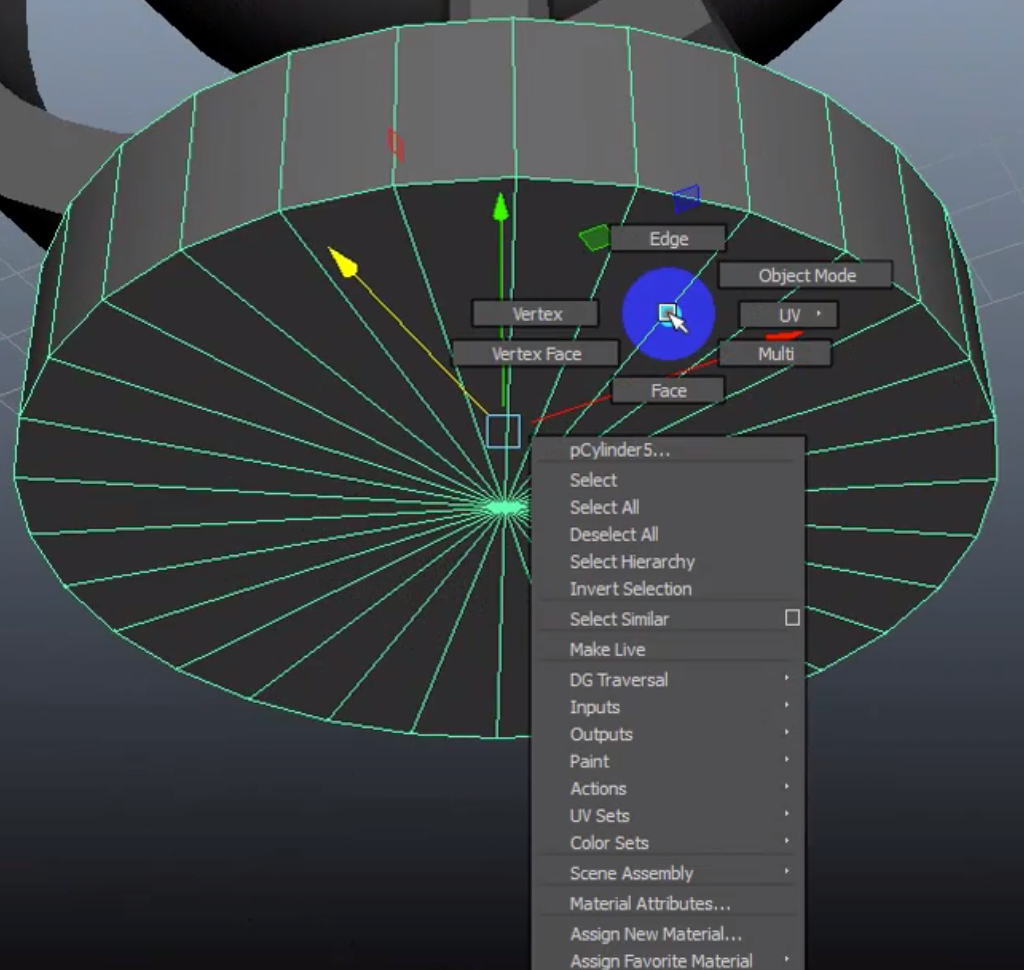 Edge
Object Mode
Vertex
UV
Vertex Face
Multi
Face
pCylinder5...
Select
Select All
Deselect All
Select Hierarchy
Invert Selection
Select Similar
Make Live
DG Traversal
Inputs
Outputs
Paint
Actions
UV Sets
Color Sets
Scene Assembly
Material Attributes...
Assign New Material...
Assign Favorite Material